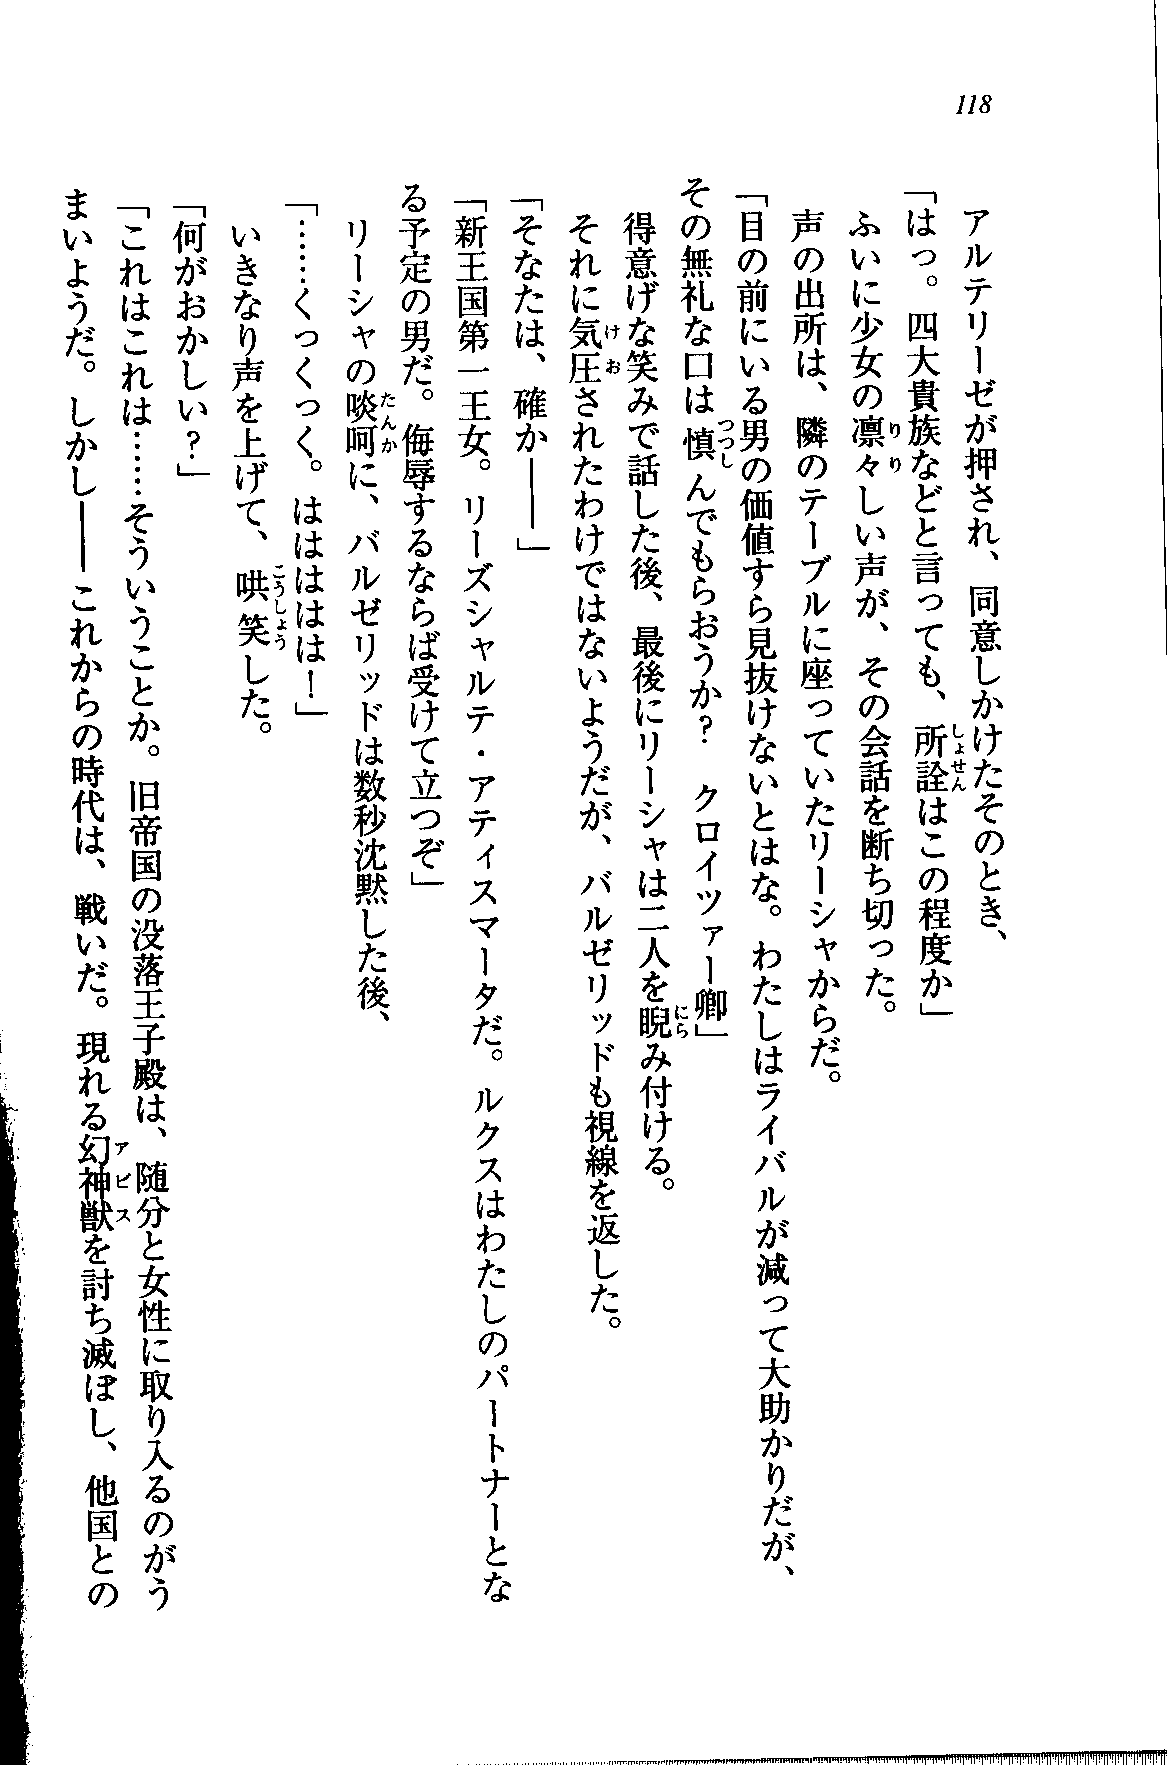 118
アルテリーゼが押され、同意しかけたそのとき、
「はっ。四大貴族などと言っても、所詮はこの程度か」
ふいに少女の凛々しい声が、その会話を断ち切った。
声の出所は、隣のテーブルに座っていたリーシャからだ。
「目の前にいる男の価値すら見抜けないとはな。わたしはライバルが減って大助かりだが、
その無礼な口は慎んでもらおうか？　クロイツァー卿」
得意げな笑みで話した後、最後にリーシャは二人を睨み付ける。
それに気圧されたわけではないようだが、バルゼリッドも視線を返した。
「そなたは、確か――」
「新王国第一王女。リーズシャルテ・アティスマータだ。ルクスはわたしのパートナーとな
る予定の男だ。侮辱するならば受けて立つぞ」
リーシャの啖呵に、バルゼリッドは数秒沈黙した後、
「……くっくっく。はははは！」
いきなり声を上げて、哄笑した。
「何がおかしい？」
「これはこれは……そういうことか。旧帝国の没落王子殿は、随分と女性に取り入るのがう
まいようだ。しかし――これからの時代は、戦いだ。現れる幻神獣を討ち滅ぼし、他国との